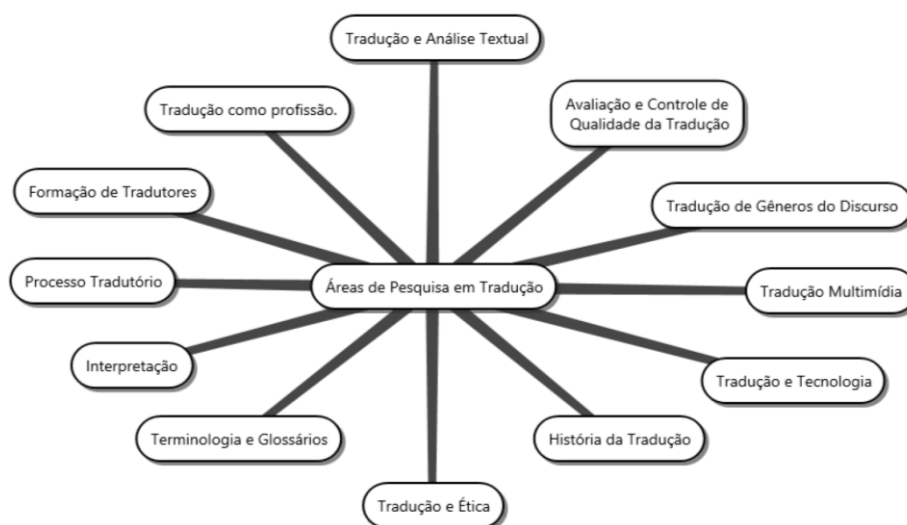 Tradução e Análise Textual
Avaliação e Controle de
Qualidade da Tradução
Tradução como profissão.
Formação de Tradutores
Tradução de Gêneros do Discurso
Processo Tradutório
Áreas de Pesquisa em Tradução
Tradução Multimídia
Interpretação
Tradução e Tecnologia
Terminologia e Glossários
História da Tradução
Tradução e Ética